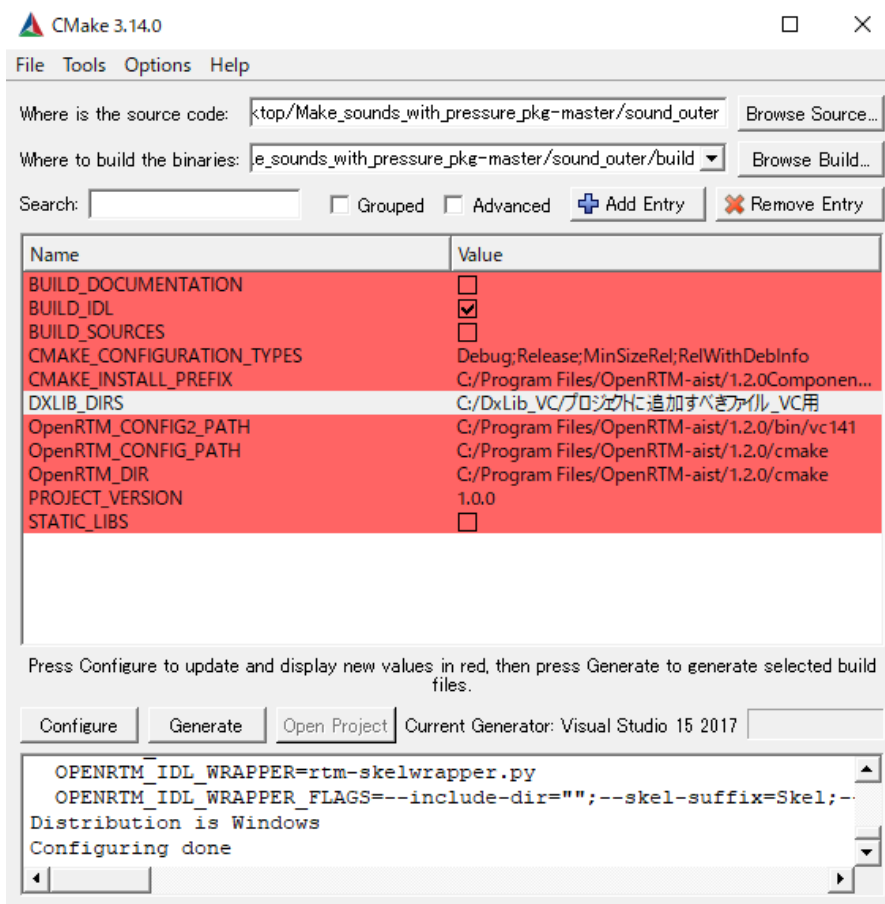 CMake 3.14.0
File Tools Options Help
Where is the source code: ktop/Make_sounds_with_pressure_pkg-master/sound_outer Browse Source...
Where to build the binaries: e_sounds_with_pressure_pkg-master/sound_outer/build Browse Build...
Search: Grouped Advanced Add Entry Remove Entry
Name Value
BUILD_DOCUMENTATION
BUILD_IDL
BUILD_SOURCES
CMAKE_CONFIGURATION_TYPES Debug;Release;MinSizeRel;RelWithDebInfo
CMAKE_INSTALL_PREFIX C:/Program Files/OpenRTM-aist/1.2.0Componen...
DXLIB_DIRS C:/DxLib_VC/プロジェクトに追加すべきファイル_VC用
OpenRTM_CONFIG2_PATH C:/Program Files/OpenRTM-aist/1.2.0/bin/vc141
OpenRTM_CONFIG_PATH C:/Program Files/OpenRTM-aist/1.2.0/cmake
OpenRTM_DIR C:/Program Files/OpenRTM-aist/1.2.0/cmake
PROJECT_VERSION 1.0.0
STATIC_LIBS
Press Configure to update and display new values in red, then press Generate to generate selected build
files.
Configure Generate Open Project Current Generator: Visual Studio 15 2017
OPENRTM_IDL_WRAPPER=rtm-skelwrapper.py
OPENRTM_IDL_WRAPPER_FLAGS=--include-dir="";--skel-suffix=Skel;-
Distribution is Windows
Configuring done